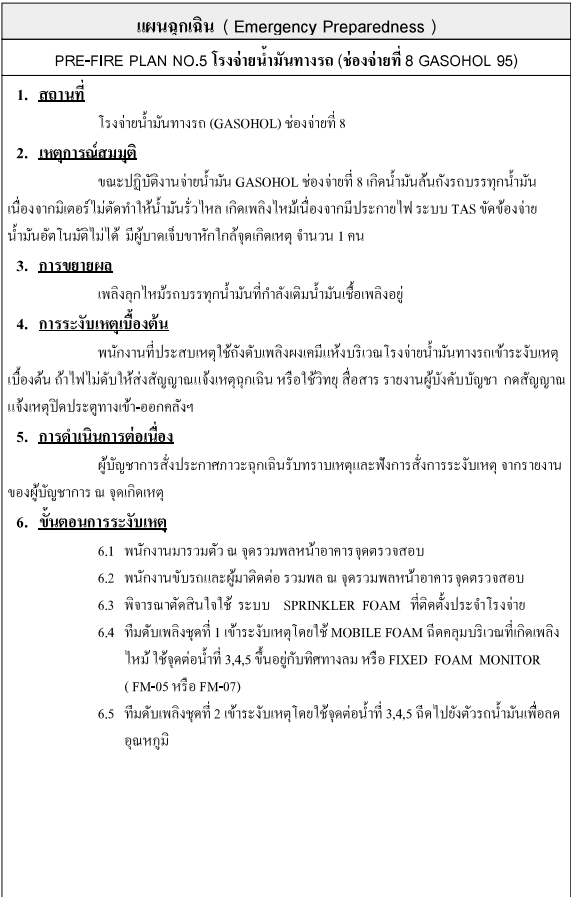 แผนฉุกเฉิน ( Emergency Preparedness )
PRE-FIRE PLAN NO.5 โรงจ่ายน้ำมันทางรถ (ช่องจ่ายที่ 8 GASOHOL 95)
1. สถานที่
โรงจ่ายน้ำมันทางรถ (GASOHOL) ช่องจ่ายที่ 8
2. เหตุการณ์สมมุติ
ขณะปฏิบัติงานจ่ายน้ำมัน GASOHOL ช่องจ่ายที่ 8 เกิดน้ำมันล้นถังรถบรรทุกน้ำมัน
เนื่องจากมิเตอร์ไม่ตัดทำให้น้ำมันรั่วไหล เกิดเพลิงไหม้เนื่องจากมีประกายไฟ ระบบ TAS ขัดข้องจ่าย
น้ำมันอัตโนมัติไม่ได้ มีผู้บาดเจ็บขาหักใกล้จุดเกิดเหตุ จำนวน 1 คน
3. การขยายผล
เพลิงลุกไหม้รถบรรทุกน้ำมันที่กำลังเติมน้ำมันเชื้อเพลิงอยู่
4. การระงับเหตุเบื้องต้น
พนักงานที่ประสบเหตุใช้ถังดับเพลิงผงเคมีแห้งบริเวณโรงจ่ายน้ำมันทางรถเข้าระงับเหตุ
เบื้องต้น ถ้าไฟไม่ดับให้ส่งสัญญาณแจ้งเหตุฉุกเฉิน หรือใช้วิทยุ สื่อสาร รายงานผู้บังคับบัญชา กดสัญญาณ
แจ้งเหตุปิดประตูทางเข้า-ออกคลังฯ
5. การดำเนินการต่อเนื่อง
ผู้บัญชาการสั่งประกาศภาวะฉุกเฉินรับทราบเหตุและฟังการสั่งการระงับเหตุ จากรายงาน
ของผู้บัญชาการ ณ จุดเกิดเหตุ
6. ขั้นตอนการระงับเหตุ
6.1 พนักงานมารวมตัว ณ จุดรวมพลหน้าอาคารจุดตรวจสอบ
6.2 พนักงานขับรถและผู้มาติดต่อ รวมพล ณ จุดรวมพลหน้าอาคารจุดตรวจสอบ
6.3 พิจารณาตัดสินใจใช้ ระบบ SPRINKLER FOAM ที่ติดตั้งประจำโรงจ่าย
6.4 ทีมดับเพลิงชุดที่ 1 เข้าระงับเหตุโดยใช้ MOBILE FOAM ฉีดคลุมบริเวณที่เกิดเพลิง
ไหม้ ใช้จุดต่อน้ำที่ 3,4,5 ขึ้นอยู่กับทิศทางลม หรือ FIXED FOAM MONITOR
( FM-05 หรือ FM-07)
6.5 ทีมดับเพลิงชุดที่ 2 เข้าระงับเหตุโดยใช้จุดต่อน้ำที่ 3,4,5 ฉีดไปยังตัวรถน้ำมันเพื่อลด
อุณหภูมิ